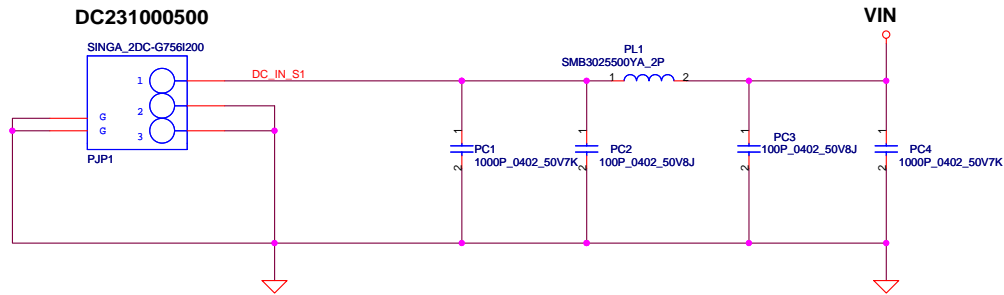 DC231000500
VIN
SINGA_2DC-G756I200
PL1
SMB3025500YA_2P
DC_IN_S1
1
2
1
2
G
G
3
PJP1
1
2
PC1
1000P_0402_50V7K
1
2
PC2
100P_0402_50V8J
1
2
PC3
100P_0402_50V8J
1
2
PC4
1000P_0402_50V7K